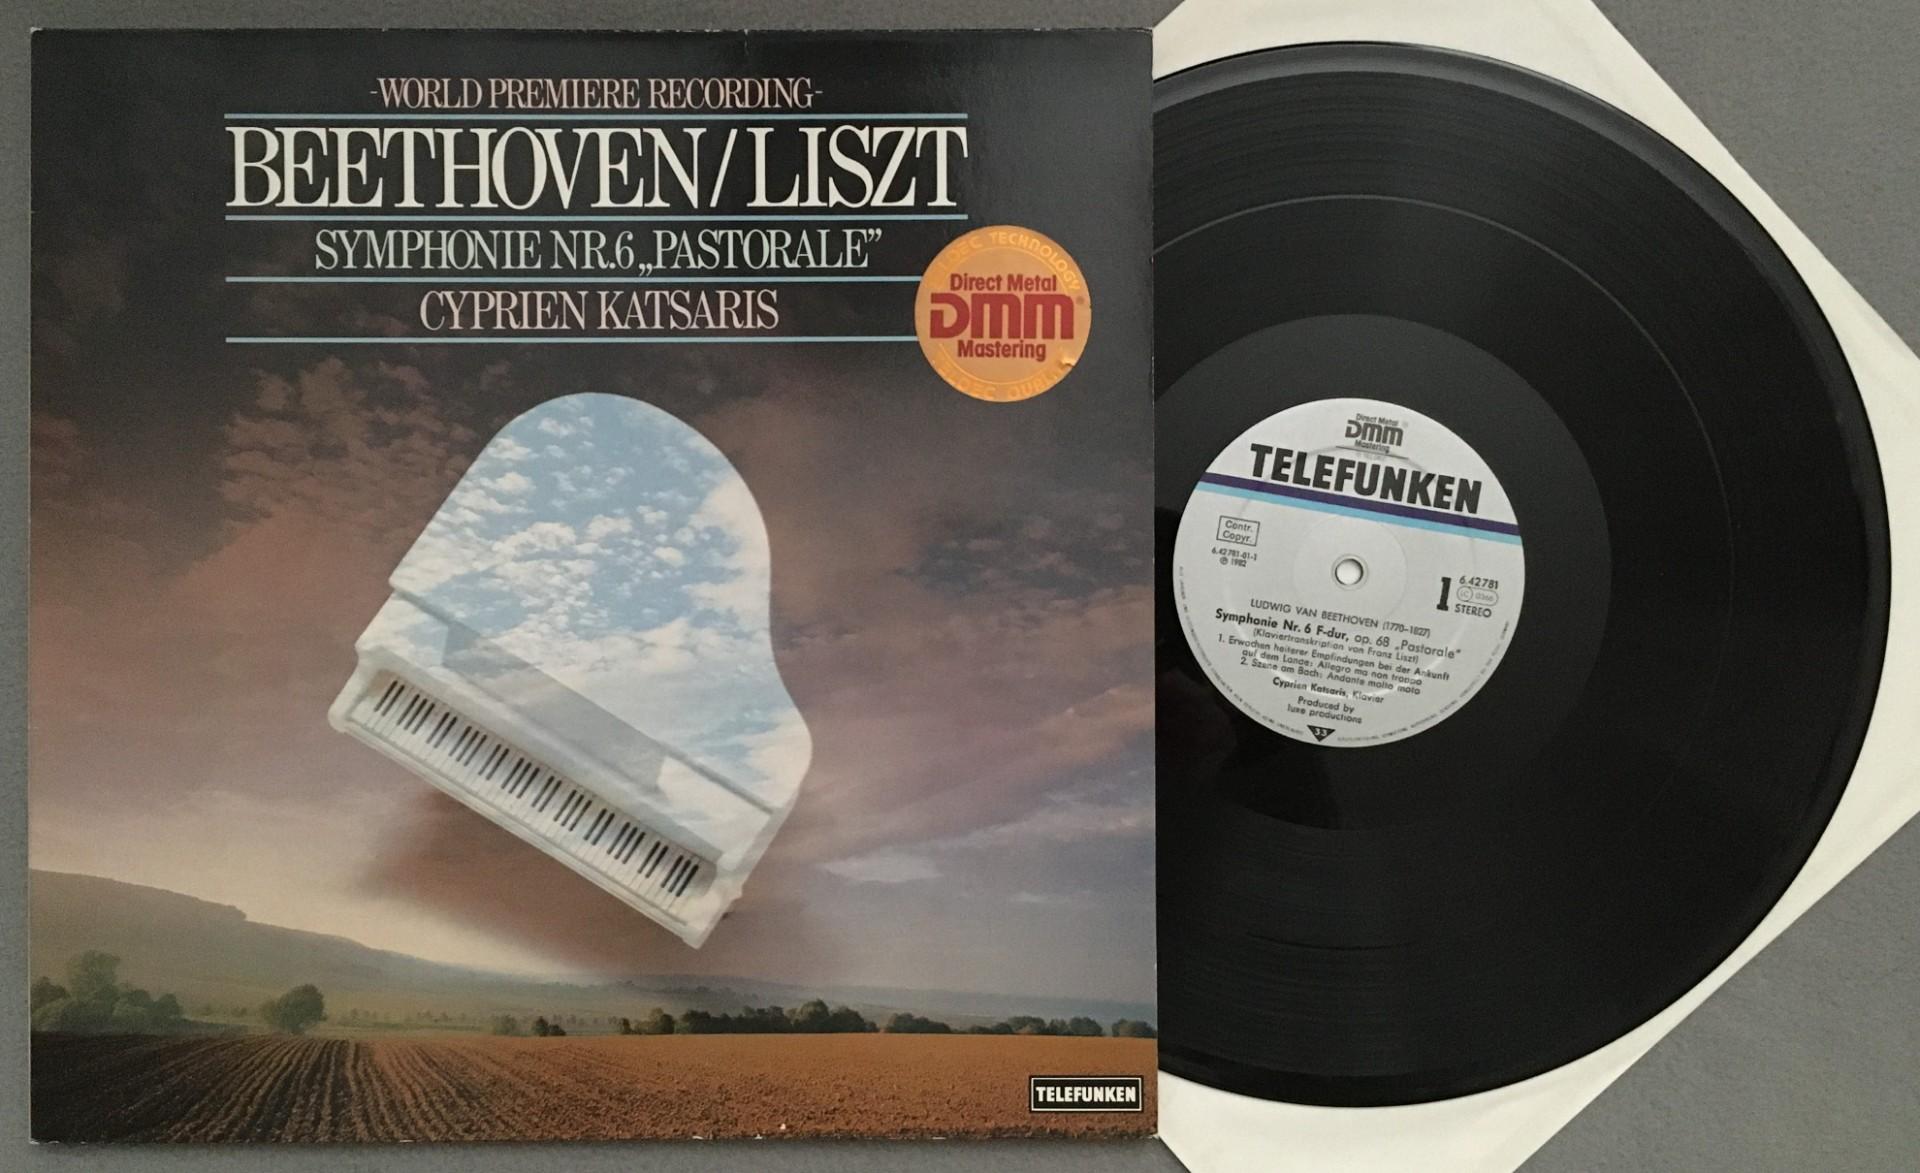 -WORLD PREMIERE RECORDING-
BEETHOVEN/LISZT
SYMPHONIE NR.6 „PASTORALE”
CYPRIEN KATSARIS
TECHNOLOGY
Direct Metal
DMM®
Mastering
TELEFUNKEN
Direct Metal
DMM®
Mastering
TELEFUNKEN
Contr.
Copyr.
6.42781-01-1
℗ 1982
1
6.42781
LC 0366
STEREO
LUDWIG VAN BEETHOVEN (1770-1827)
Symphonie Nr. 6 F-dur, op. 68 „Pastorale“
(Klaviertranskription von Franz Liszt)
1. Erwachen heiterer Empfindungen bei der Ankunft
auf dem Lande: Allegro ma non troppo
2. Szene am Bach: Andante molto moto
Cyprien Katsaris, Klavier
Produced by
luxe productions
33